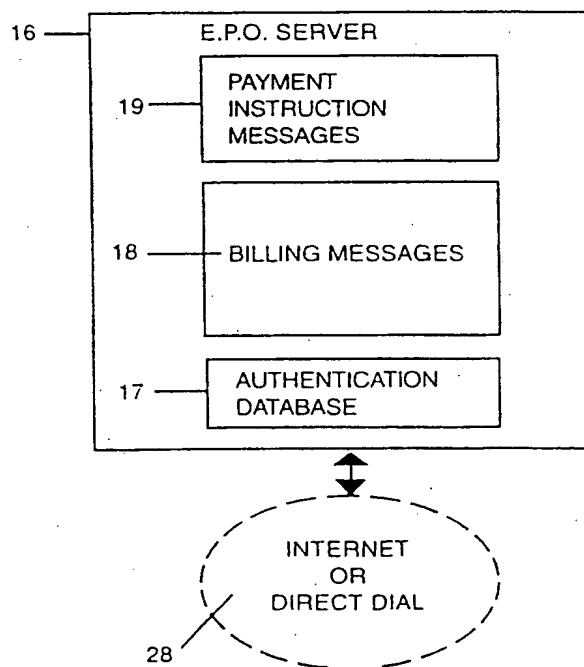 16
E.P.O. SERVER
19
PAYMENT
INSTRUCTION
MESSAGES
18
BILLING MESSAGES
17
AUTHENTICATION
DATABASE
INTERNET
OR
DIRECT DIAL
28